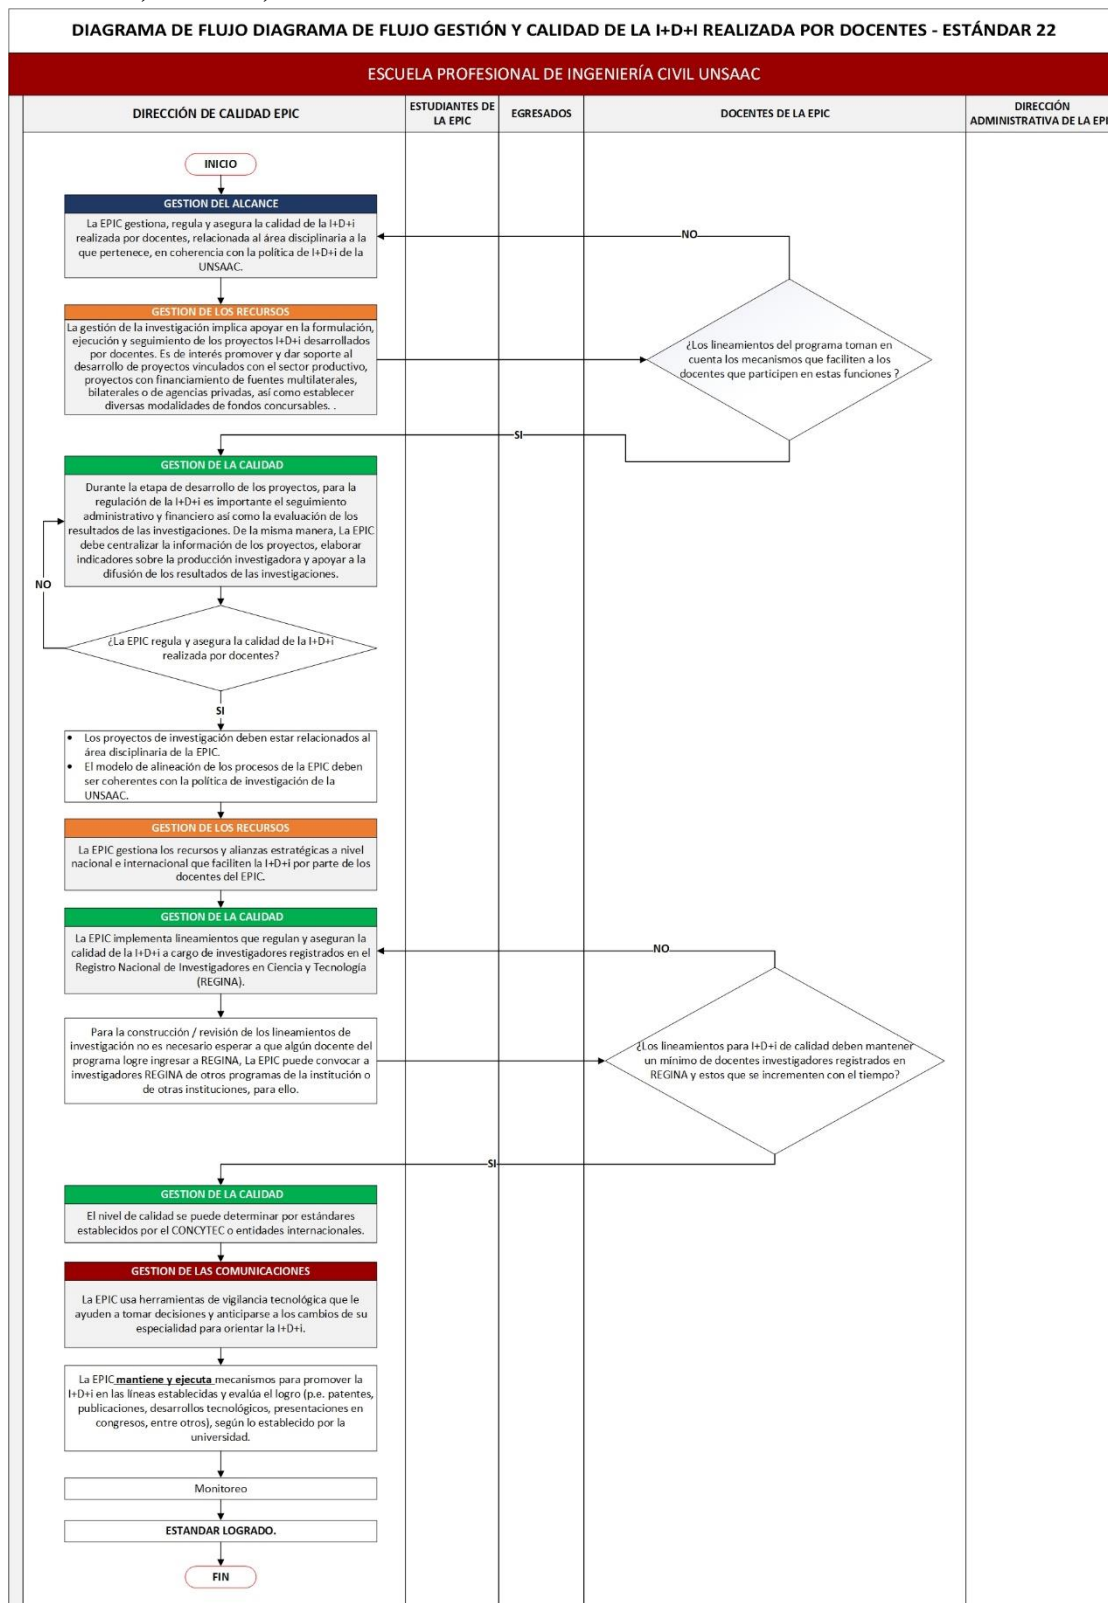 DIAGRAMA DE FLUJO DIAGRAMA DE FLUJO GESTIÓN Y CALIDAD DE LA I+D+I REALIZADA POR DOCENTES - ESTÁNDAR 22
ESCUELA PROFESIONAL DE INGENIERÍA CIVIL UNSAAC
DIRECCIÓN DE CALIDAD EPIC
ESTUDIANTES DE
LA EPIC
EGRESADOS
DOCENTES DE LA EPIC
DIRECCIÓN
ADMINISTRATIVA DE LA EPI
INICIO
GESTION DEL ALCANCE
La EPIC gestiona, regula y asegura la calidad de la I+D+i
realizada por docentes, relacionada al área disciplinaria a la
que pertenece, en coherencia con la política de I+D+i de la
UNSAAC.
NO
GESTION DE LOS RECURSOS
La gestión de la investigación implica apoyar en la formulación,
ejecución y seguimiento de los proyectos I+D+i desarrollados
por docentes. Es de interés promover y dar soporte al
desarrollo de proyectos vinculados con el sector productivo,
proyectos con financiamiento de fuentes multilaterales,
bilaterales o de agencias privadas, así como establecer
diversas modalidades de fondos concursables. .
¿Los lineamientos del programa toman en
cuenta los mecanismos que faciliten a los
docentes que participen en estas funciones ?
SI
GESTION DE LA CALIDAD
Durante la etapa de desarrollo de los proyectos, para la
regulación de la I+D+i es importante el seguimiento
administrativo y financiero así como la evaluación de los
resultados de las investigaciones. De la misma manera, La EPIC
debe centralizar la información de los proyectos, elaborar
indicadores sobre la producción investigadora y apoyar a la
difusión de los resultados de las investigaciones.
NO
¿La EPIC regula y asegura la calidad de la I+D+i
realizada por docentes?
SI
• Los proyectos de investigación deben estar relacionados al
área disciplinaria de la EPIC.
• El modelo de alineación de los procesos de la EPIC deben
ser coherentes con la política de investigación de la
UNSAAC.
GESTION DE LOS RECURSOS
La EPIC gestiona los recursos y alianzas estratégicas a nivel
nacional e internacional que faciliten la I+D+i por parte de los
docentes del EPIC.
GESTION DE LA CALIDAD
La EPIC implementa lineamientos que regulan y aseguran la
calidad de la I+D+i a cargo de investigadores registrados en el
Registro Nacional de Investigadores en Ciencia y Tecnología
(REGINA).
NO
Para la construcción / revisión de los lineamientos de
investigación no es necesario esperar a que algún docente del
programa logre ingresar a REGINA, La EPIC puede convocar a
investigadores REGINA de otros programas de la institución o
de otras instituciones, para ello.
¿Los lineamientos para I+D+i de calidad deben mantener
un mínimo de docentes investigadores registrados en
REGINA y estos que se incrementen con el tiempo?
SI
GESTION DE LA CALIDAD
El nivel de calidad se puede determinar por estándares
establecidos por el CONCYTEC o entidades internacionales.
GESTION DE LAS COMUNICACIONES
La EPIC usa herramientas de vigilancia tecnológica que le
ayuden a tomar decisiones y anticiparse a los cambios de su
especialidad para orientar la I+D+i.
La EPIC mantiene y ejecuta mecanismos para promover la
I+D+i en las líneas establecidas y evalúa el logro (p.e. patentes,
publicaciones, desarrollos tecnológicos, presentaciones en
congresos, entre otros), según lo establecido por la
universidad.
Monitoreo
ESTANDAR LOGRADO.
FIN